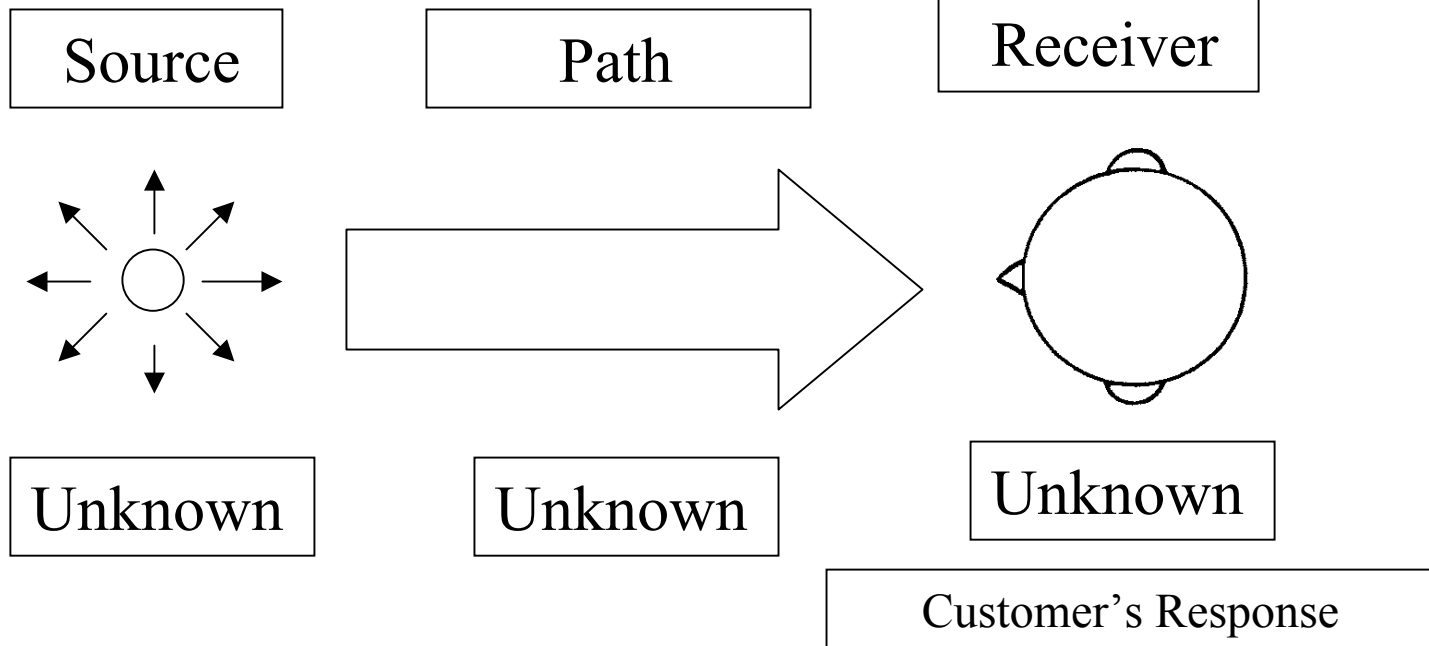 Source
Path
Receiver
Unknown
Unknown
Unknown
Customer’s Response